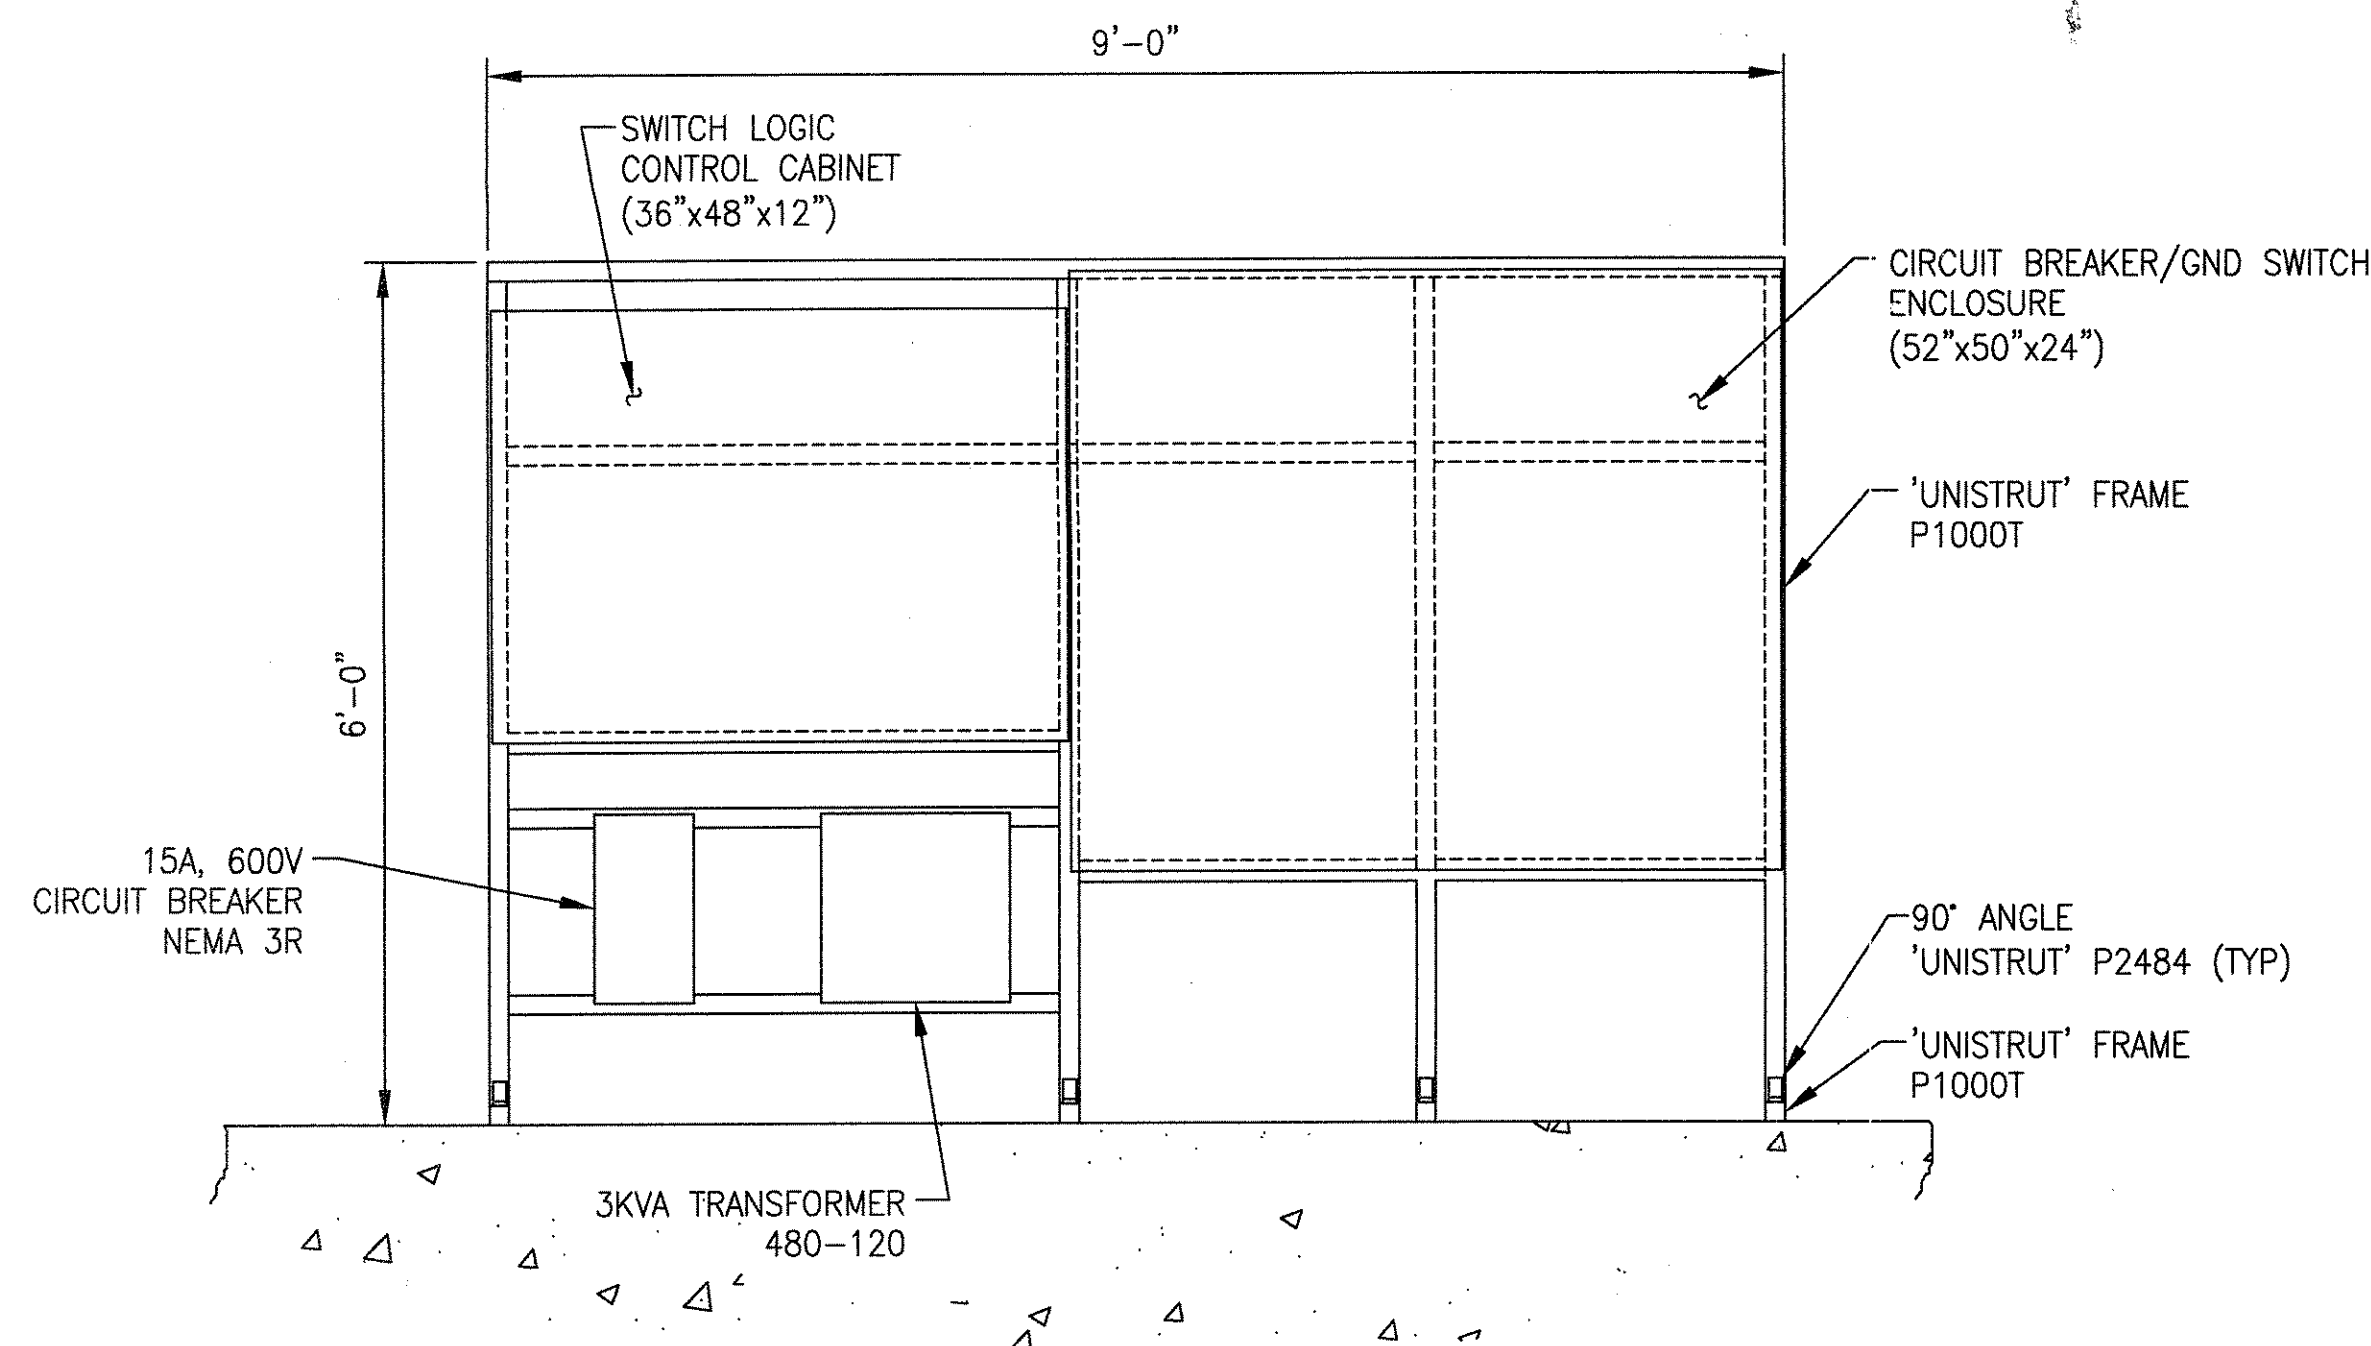 9'-0"
SWITCH LOGIC
CONTROL CABINET
(36"x48"x12")
CIRCUIT BREAKER/GND SWITCH
ENCLOSURE
(52"x50"x24")
'UNISTRUT' FRAME
P1000T
6'-0"
15A, 600V
CIRCUIT BREAKER
NEMA 3R
90° ANGLE
'UNISTRUT' P2484 (TYP)
'UNISTRUT' FRAME
P1000T
3KVA TRANSFORMER
480-120